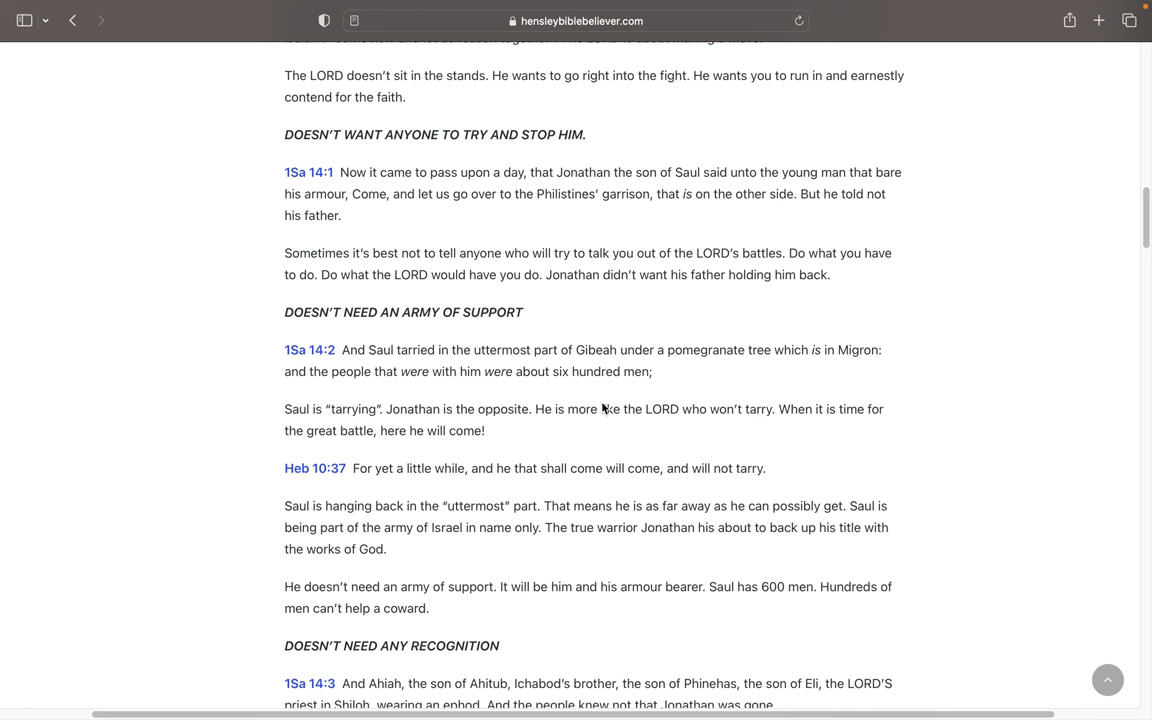 hensleybiblebeliever.com
The LORD doesn’t sit in the stands. He wants to go right into the fight. He wants you to run in and earnestly
contend for the faith.
DOESN’T WANT ANYONE TO TRY AND STOP HIM.
1Sa 14:1 Now it came to pass upon a day, that Jonathan the son of Saul said unto the young man that bare
his armour, Come, and let us go over to the Philistines’ garrison, that is on the other side. But he told not
his father.
Sometimes it’s best not to tell anyone who will try to talk you out of the LORD’s battles. Do what you have
to do. Do what the LORD would have you do. Jonathan didn’t want his father holding him back.
DOESN’T NEED AN ARMY OF SUPPORT
1Sa 14:2 And Saul tarried in the uttermost part of Gibeah under a pomegranate tree which is in Migron:
and the people that were with him were about six hundred men;
Saul is “tarrying”. Jonathan is the opposite. He is more like the LORD who won’t tarry. When it is time for
the great battle, here he will come!
Heb 10:37 For yet a little while, and he that shall come will come, and will not tarry.
Saul is hanging back in the “uttermost” part. That means he is as far away as he can possibly get. Saul is
being part of the army of Israel in name only. The true warrior Jonathan his about to back up his title with
the works of God.
He doesn’t need an army of support. It will be him and his armour bearer. Saul has 600 men. Hundreds of
men can’t help a coward.
DOESN’T NEED ANY RECOGNITION
1Sa 14:3 And Ahiah, the son of Ahitub, Ichabod’s brother, the son of Phinehas, the son of Eli, the LORD’S
priest in Shiloh, wearing an ephod. And the people knew not that Jonathan was gone.